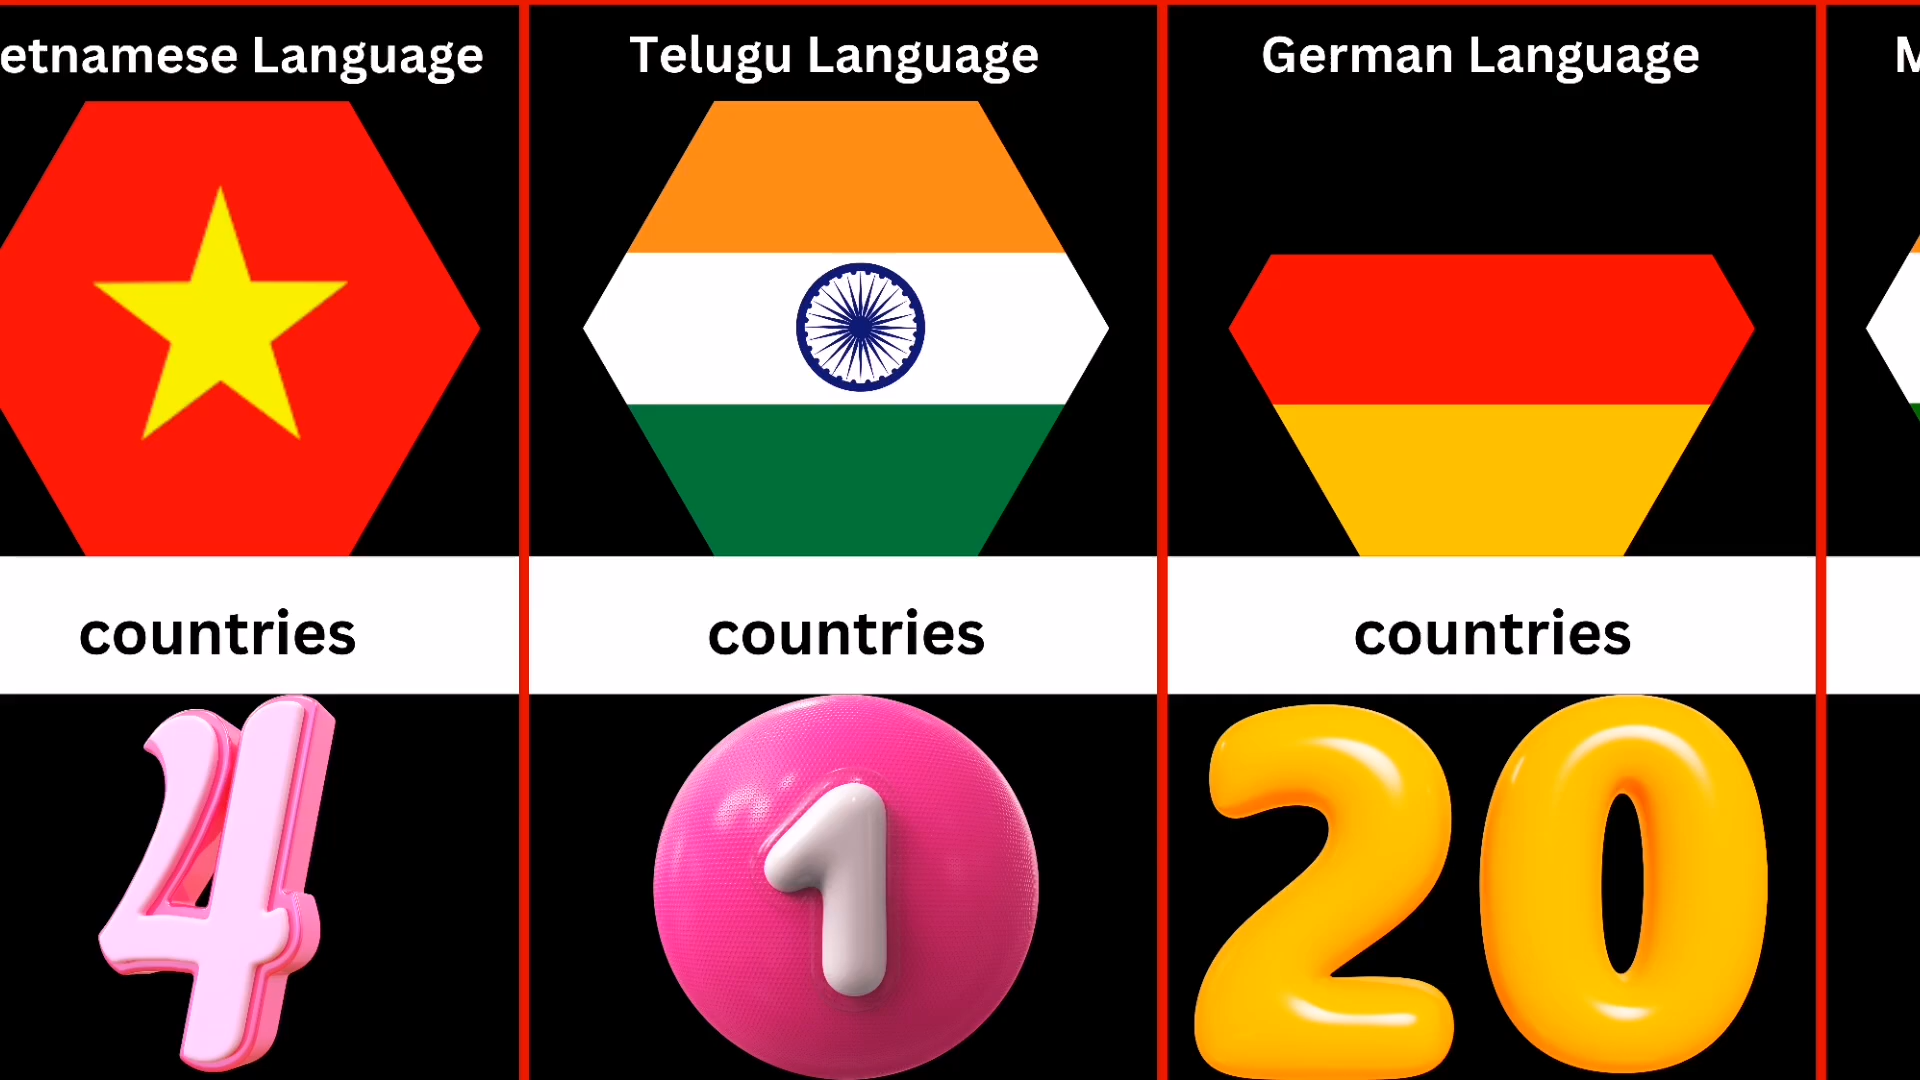 etnamese Language
Telugu Language
German Language
M
countries
countries
countries
4
1
20